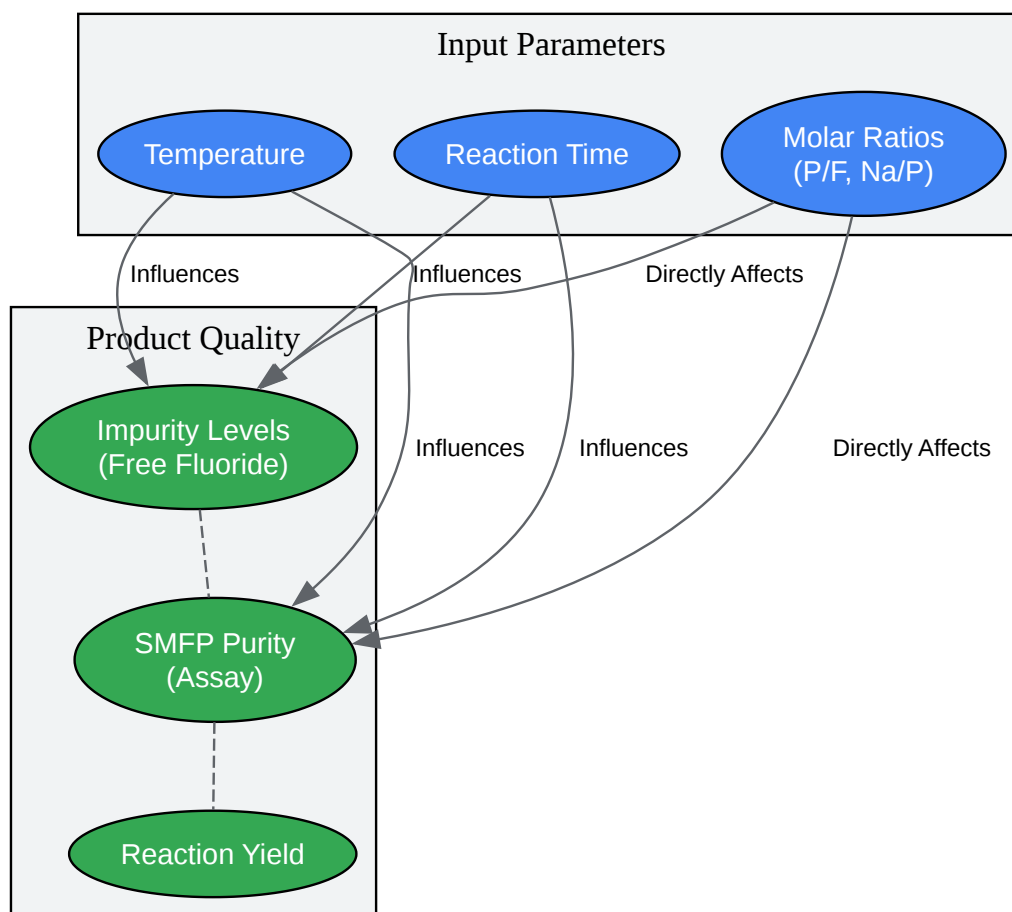 Input Parameters
Temperature
Reaction Time
Molar Ratios
(P/F, Na/P)
Influences
Influences
Directly Affects
Product Quality
Impurity Levels
(Free Fluoride)
Influences
Influences
Directly Affects
SMFP Purity
(Assay)
Reaction Yield